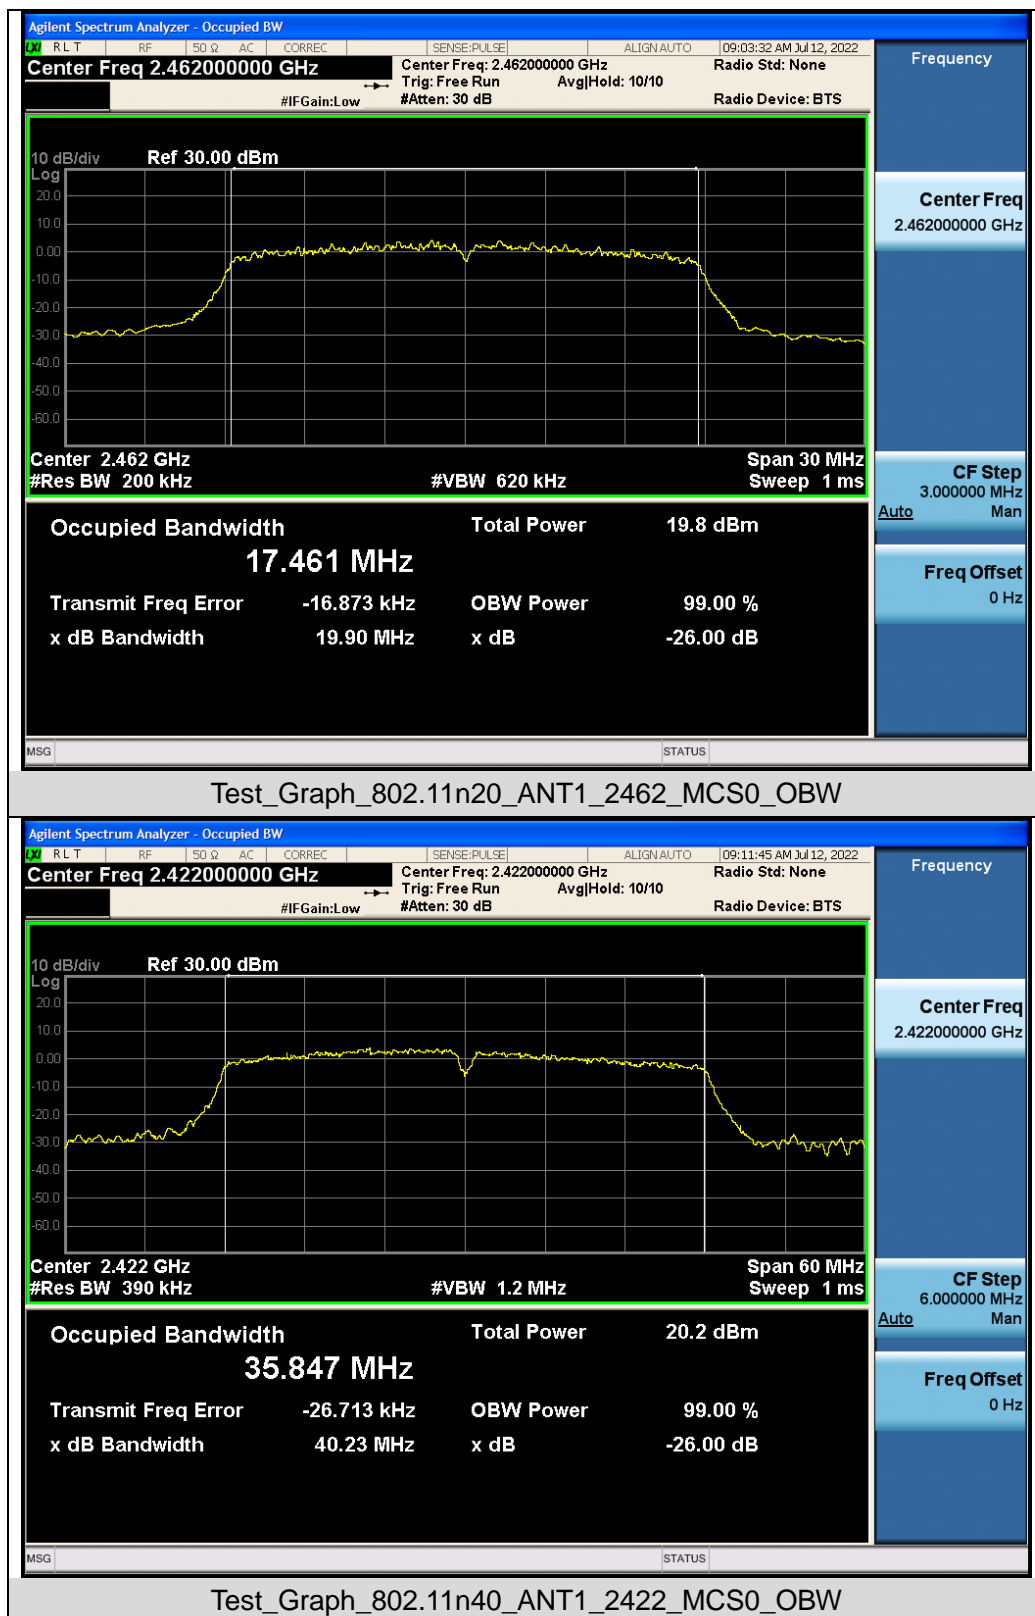 Agilent Spectrum Analyzer - Occupied BW
LXI RLT RF 50 Ω AC CORREC SENSE:PULSE ALIGN AUTO 09:03:32 AM Jul 12, 2022
Center Freq 2.462000000 GHz Center Freq: 2.462000000 GHz Radio Std: None
Trig: Free Run Avg|Hold: 10/10
#IFGain:Low #Atten: 30 dB Radio Device: BTS
10 dB/div Ref 30.00 dBm
Log
20.0
10.0
0.00
-10.0
-20.0
-30.0
-40.0
-50.0
-60.0
Center 2.462 GHz Span 30 MHz
#Res BW 200 kHz #VBW 620 kHz Sweep 1 ms
Occupied Bandwidth Total Power 19.8 dBm
17.461 MHz
Transmit Freq Error -16.873 kHz OBW Power 99.00 %
x dB Bandwidth 19.90 MHz x dB -26.00 dB
MSG STATUS
Frequency
Center Freq
2.462000000 GHz
CF Step
3.000000 MHz
Auto Man
Freq Offset
0 Hz
Test_Graph_802.11n20_ANT1_2462_MCS0_OBW
Agilent Spectrum Analyzer - Occupied BW
LXI RLT RF 50 Ω AC CORREC SENSE:PULSE ALIGN AUTO 09:11:45 AM Jul 12, 2022
Center Freq 2.422000000 GHz Center Freq: 2.422000000 GHz Radio Std: None
Trig: Free Run Avg|Hold: 10/10
#IFGain:Low #Atten: 30 dB Radio Device: BTS
10 dB/div Ref 30.00 dBm
Log
20.0
10.0
0.00
-10.0
-20.0
-30.0
-40.0
-50.0
-60.0
Center 2.422 GHz Span 60 MHz
#Res BW 390 kHz #VBW 1.2 MHz Sweep 1 ms
Occupied Bandwidth Total Power 20.2 dBm
35.847 MHz
Transmit Freq Error -26.713 kHz OBW Power 99.00 %
x dB Bandwidth 40.23 MHz x dB -26.00 dB
MSG STATUS
Frequency
Center Freq
2.422000000 GHz
CF Step
6.000000 MHz
Auto Man
Freq Offset
0 Hz
Test_Graph_802.11n40_ANT1_2422_MCS0_OBW